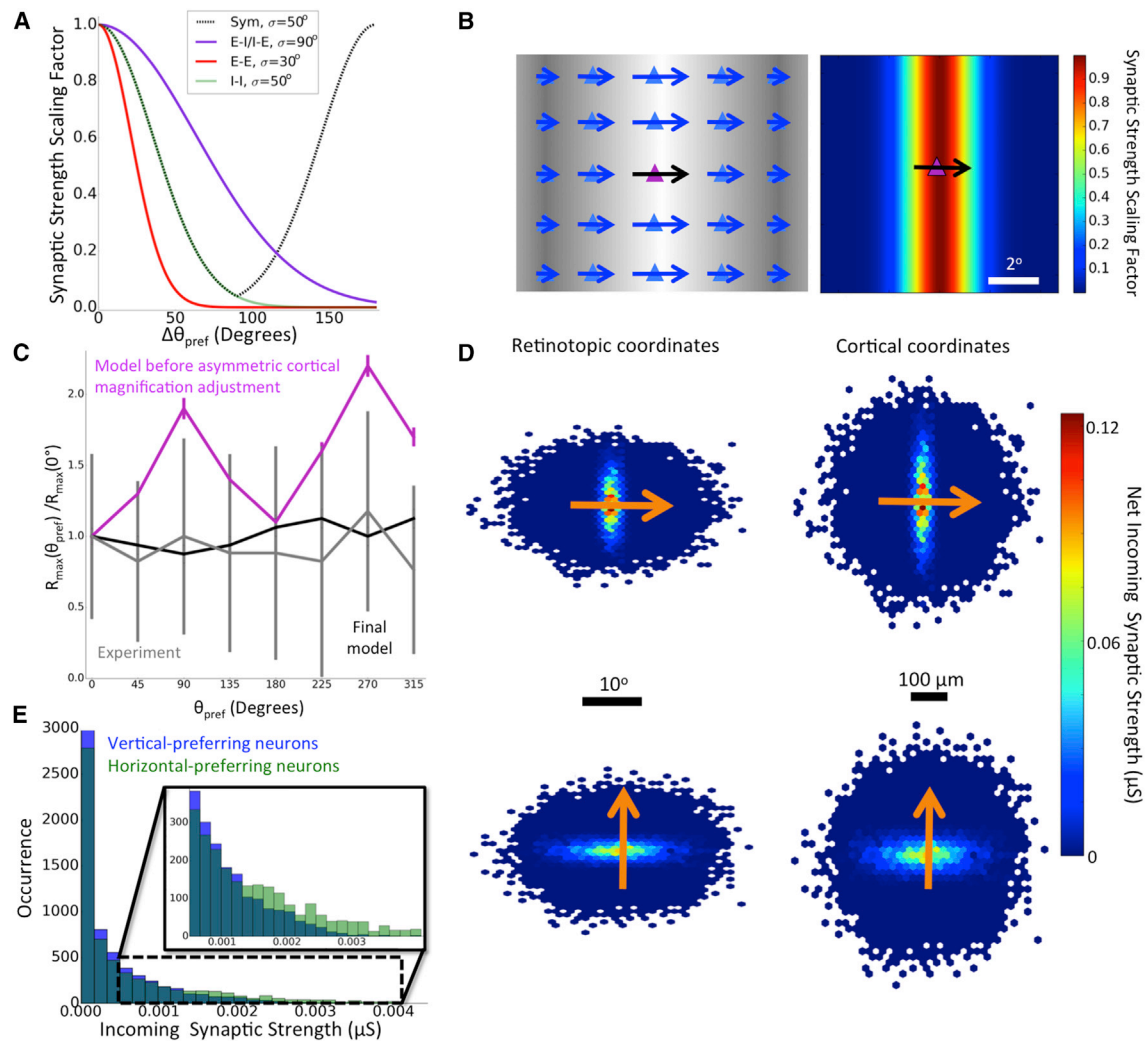 A
Synaptic Strength Scaling Factor
1.0
0.8
0.6
0.4
0.2
0.0
0
50
100
150
Δθpref (Degrees)
Sym, σ=50°
E-I/I-E, σ=90°
E-E, σ=30°
I-I, σ=50°
B
2°
0.9
0.8
0.7
0.6
0.5
0.4
0.3
0.2
0.1
Synaptic Strength Scaling Factor
C
Model before asymmetric cortical
magnification adjustment
Rmax(θpref) /Rmax(0°)
2.0
1.5
1.0
0.5
0.0
Experiment
Final
model
0
45
90
135
180
225
270
315
θpref (Degrees)
D
Retinotopic coordinates
Cortical coordinates
10°
100 μm
0.12
0.06
0
Net Incoming Synaptic Strength (μS)
E
Occurrence
3000
2500
2000
1500
1000
500
0
Vertical-preferring neurons
Horizontal-preferring neurons
300
200
100
0
0.001
0.002
0.003
0.000
0.001
0.002
0.003
0.004
Incoming Synaptic Strength (μS)